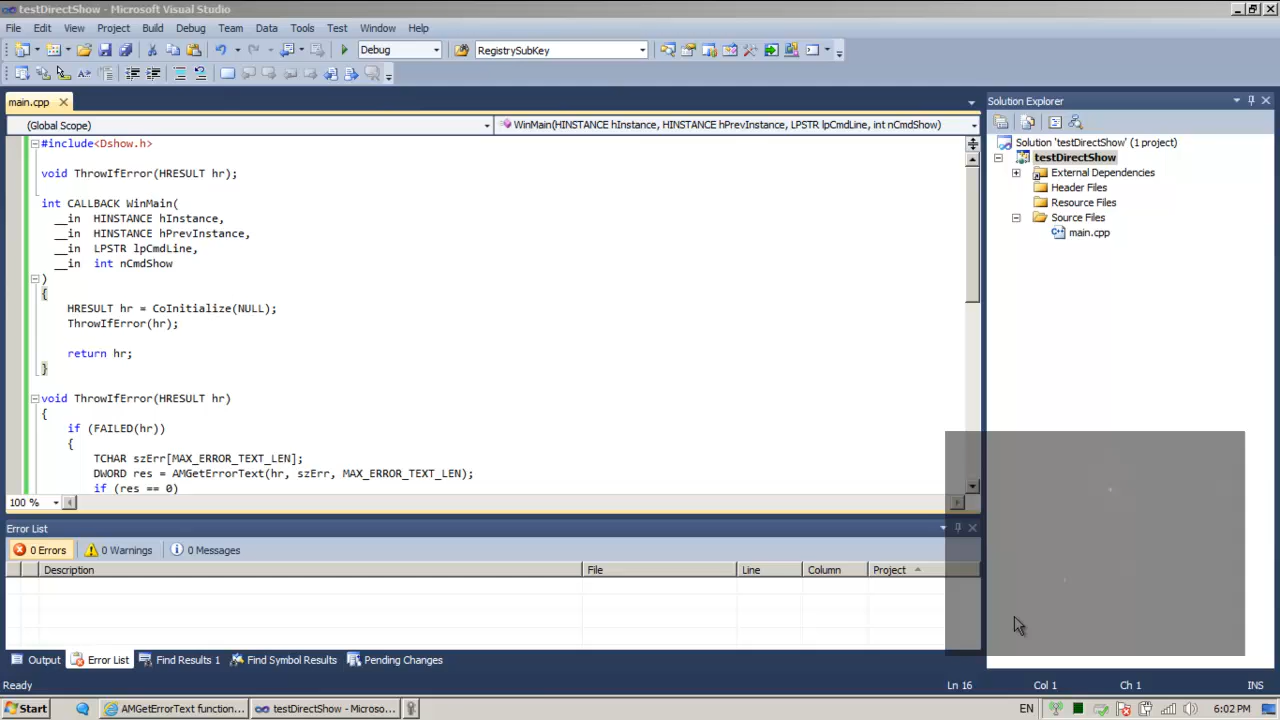 testDirectShow - Microsoft Visual Studio
File Edit View Project Build Debug Team Data Tools Test Window Help
Debug RegistrySubKey
main.cpp
(Global Scope) WinMain(HINSTANCE hInstance, HINSTANCE hPrevInstance, LPSTR lpCmdLine, int nCmdShow)
#include<Dshow.h>
void ThrowIfError(HRESULT hr);
int CALLBACK WinMain(
__in HINSTANCE hInstance,
__in HINSTANCE hPrevInstance,
__in LPSTR lpCmdLine,
__in int nCmdShow
)
{
HRESULT hr = CoInitialize(NULL);
ThrowIfError(hr);
return hr;
}
void ThrowIfError(HRESULT hr)
{
if (FAILED(hr))
{
TCHAR szErr[MAX_ERROR_TEXT_LEN];
DWORD res = AMGetErrorText(hr, szErr, MAX_ERROR_TEXT_LEN);
if (res == 0)
100 %
Solution Explorer
Solution 'testDirectShow' (1 project)
testDirectShow
External Dependencies
Header Files
Resource Files
Source Files
main.cpp
Error List
0 Errors 0 Warnings 0 Messages
Description File Line Column Project
Output Error List Find Results 1 Find Symbol Results Pending Changes
Ready Ln 16 Col 1 Ch 1 INS
Start AMGetErrorText function... testDirectShow - Microso... EN 6:02 PM